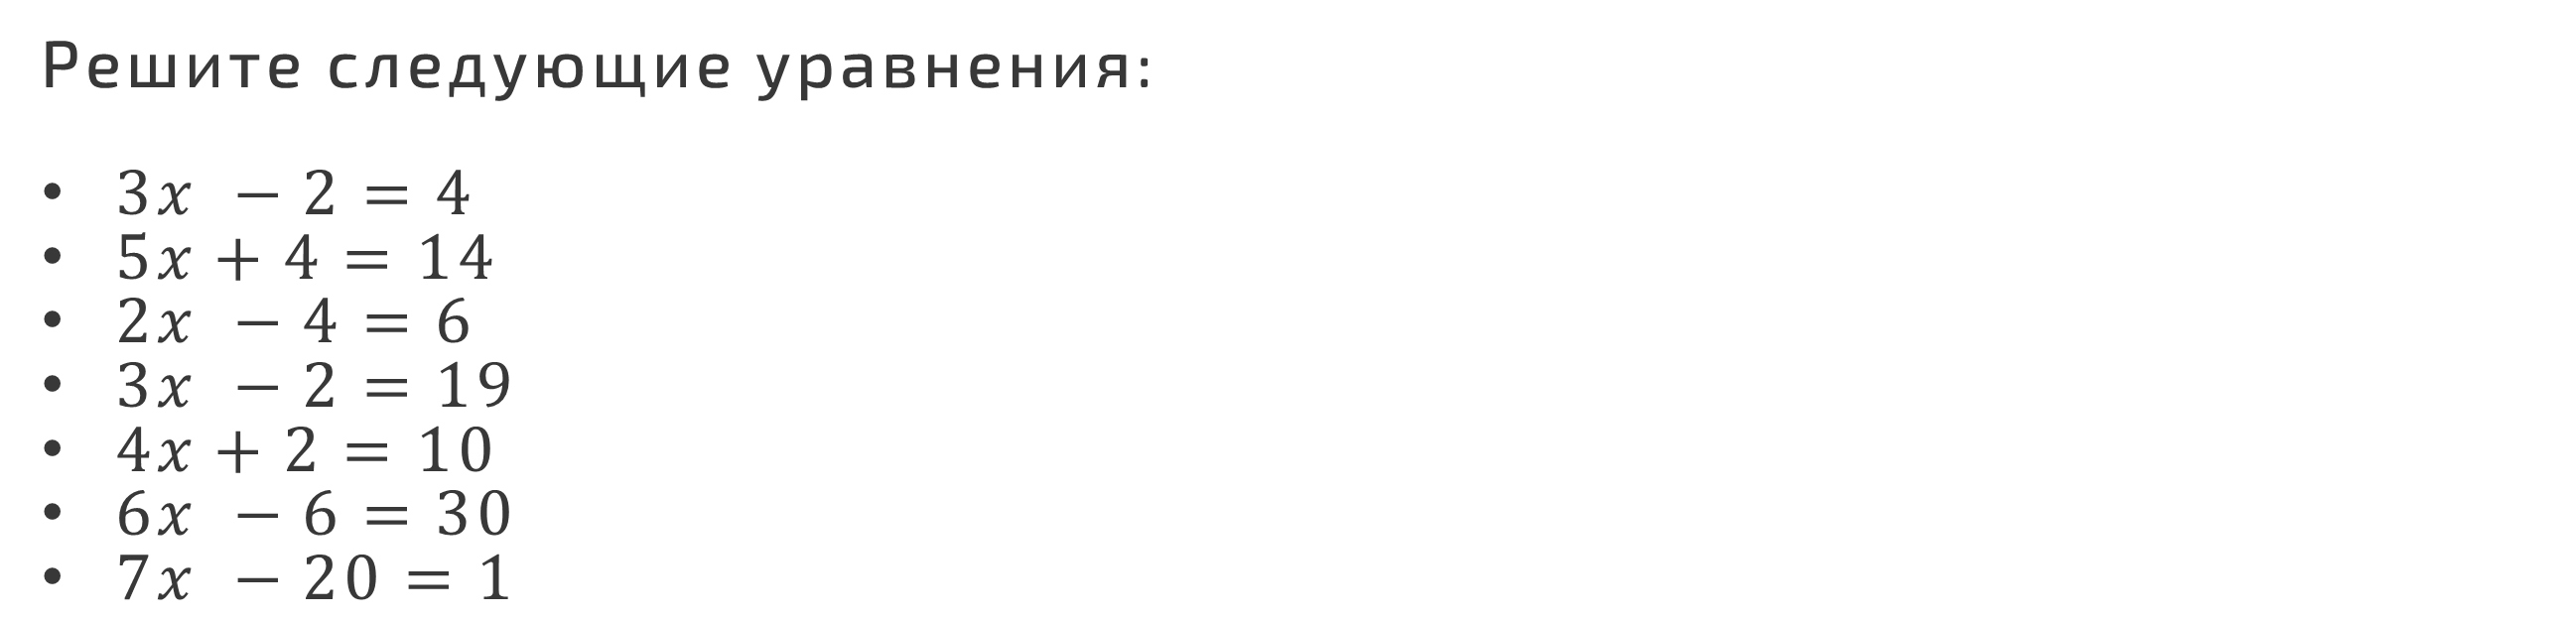 Решите следующие уравнения:
• 3x − 2 = 4
• 5x + 4 = 14
• 2x − 4 = 6
• 3x − 2 = 19
• 4x + 2 = 10
• 6x − 6 = 30
• 7x − 20 = 1